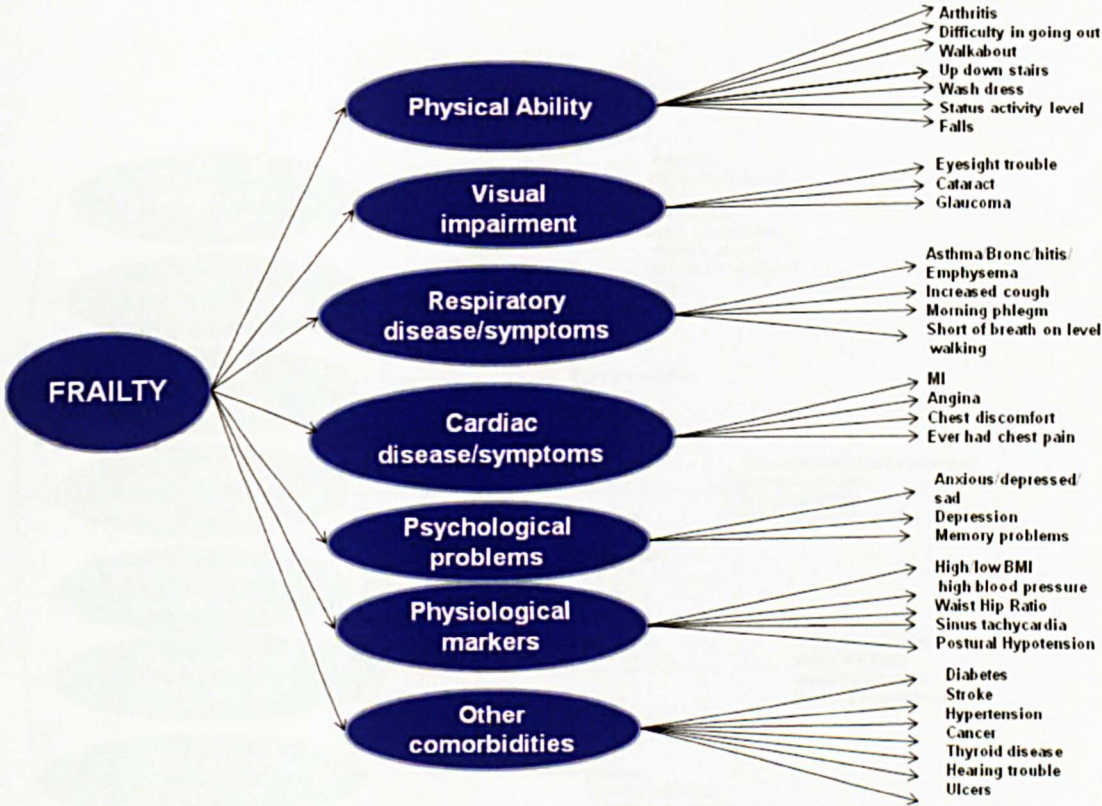 FRAILTY
Physical Ability
Arthritis
Difficulty in going out
Walkabout
Up down stairs
Wash dress
Status activity level
Falls
Visual
impairment
Eyesight trouble
Cataract
Glaucoma
Respiratory
disease/symptoms
Asthma Bronc/hitis/
Emphysema
Increased cough
Morning phlegm
Short of breath on level
walking
Cardiac
disease/symptoms
MI
Angina
Chest discomfort
Ever had chest pain
Psychological
problems
Anxious/depressed/
sad
Depression
Memory problems
Physiological
markers
High/low BMI
high blood pressure
Waist Hip Ratio
Sinus tachycardia
Postural Hypotension
Other
comorbidities
Diabetes
Stroke
Hypertension
Cancer
Thyroid disease
Hearing trouble
Ulcers